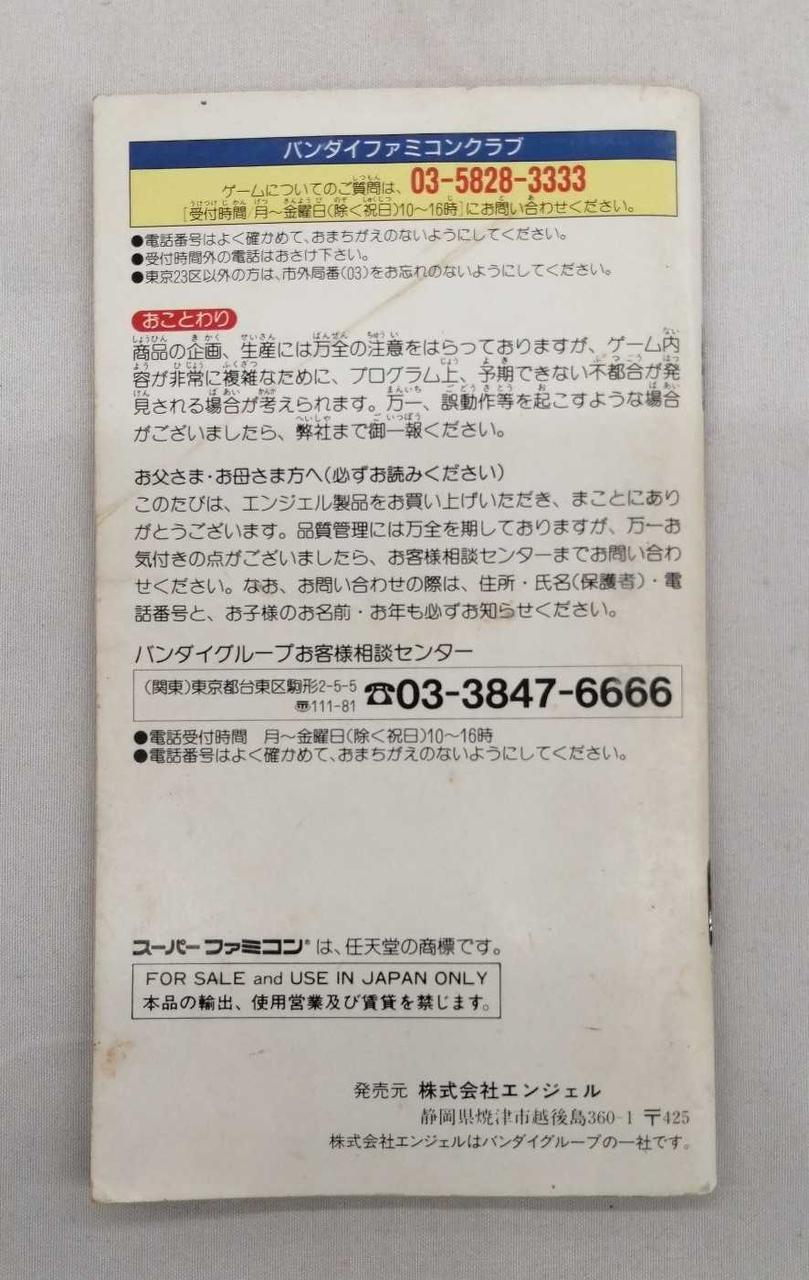 バンダイファミコンクラブ
ゲームについてのご質問は、03-5828-3333
[受付時間/月〜金曜日(除く祝日)10〜16時]にお問い合わせください。
●電話番号はよく確かめて、おまちがえのないようにしてください。
●受付時間外の電話はおさけ下さい。
●東京23区以外の方は、市外局番(03)をお忘れのないようにしてください。
おことわり
商品の企画、生産には万全の注意をはらっておりますが、ゲーム内
容が非常に複雑なために、プログラム上、予期できない不都合が発
見される場合が考えられます。万一、誤動作等を起こすような場合
がございましたら、弊社まで御一報ください。
お父さま・お母さま方へ(必ずお読みください)
このたびは、エンジェル製品をお買い上げいただき、まことにあり
がとうございます。品質管理には万全を期しておりますが、万一お
気付きの点がございましたら、お客様相談センターまでお問い合わ
せください。なお、お問い合わせの際は、住所・氏名(保護者)・電
話番号と、お子様のお名前・お年も必ずお知らせください。
バンダイグループお客様相談センター
(関東)東京都台東区駒形2-5-5 ☎03-3847-6666
〠111-81
●電話受付時間 月〜金曜日(除く祝日)10〜16時
●電話番号はよく確かめて、おまちがえのないようにしてください。
スーパーファミコン®は、任天堂の商標です。
FOR SALE and USE IN JAPAN ONLY
本品の輸出、使用営業及び賃貸を禁じます。
発売元 株式会社エンジェル
静岡県焼津市越後島360-1 〒425
株式会社エンジェルはバンダイグループの一社です。